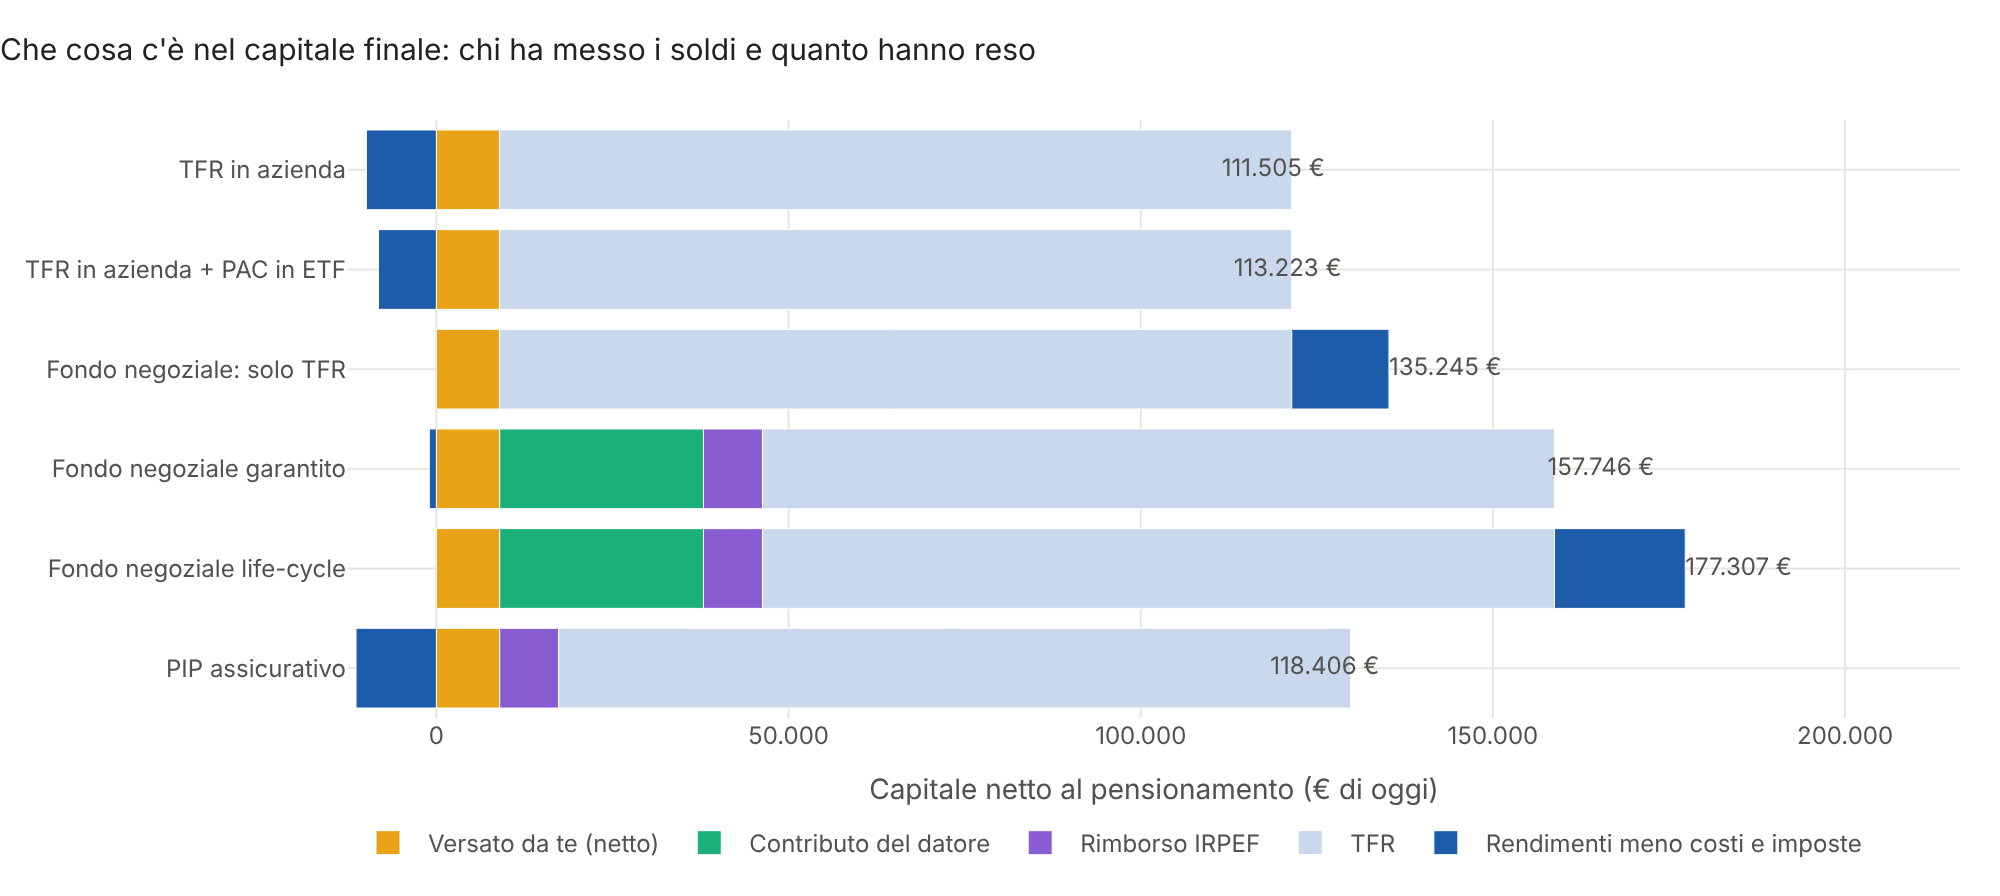 Che cosa c'è nel capitale finale: chi ha messo i soldi e quanto hanno reso
TFR in azienda
111.505 €
TFR in azienda + PAC in ETF
113.223 €
Fondo negoziale: solo TFR
135.245 €
Fondo negoziale garantito
157.746 €
Fondo negoziale life-cycle
177.307 €
PIP assicurativo
118.406 €
0
50.000
100.000
150.000
200.000
Capitale netto al pensionamento (€ di oggi)
Versato da te (netto)
Contributo del datore
Rimborso IRPEF
TFR
Rendimenti meno costi e imposte